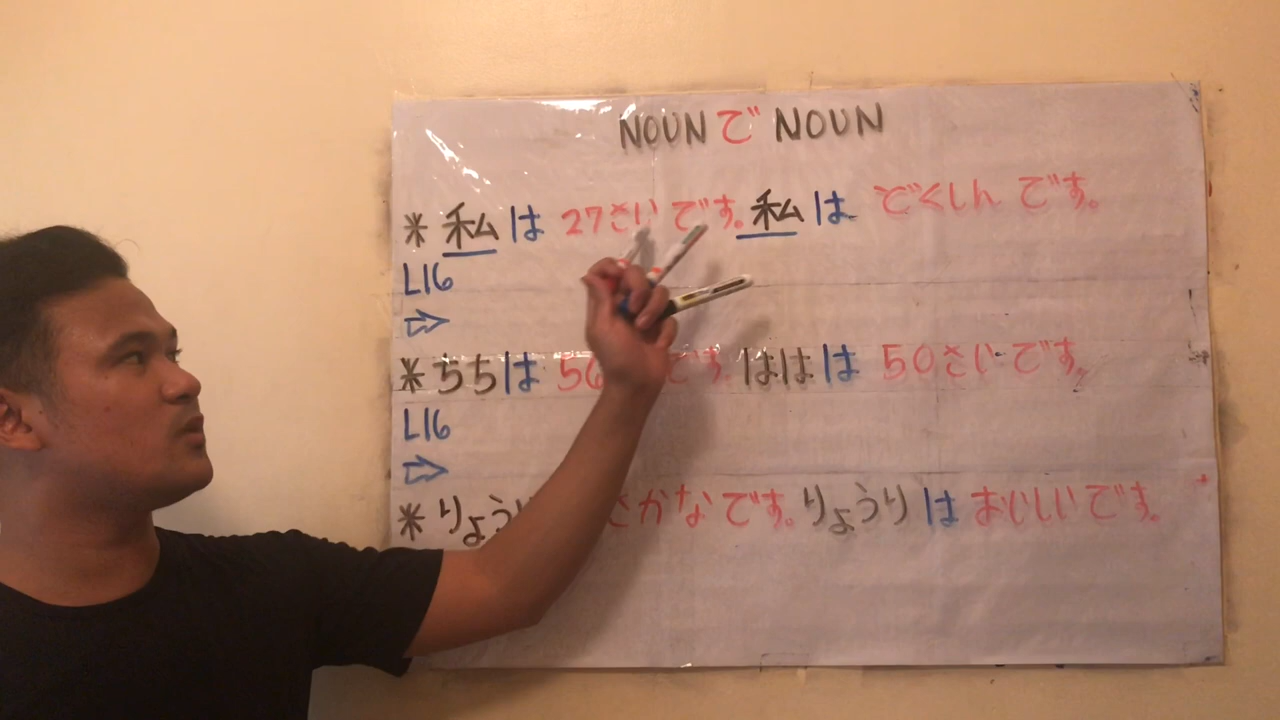 NOUN で NOUN
* 私は 27さい です。私は どくしん です。
L16
⇨
* ちちは 5 です。ははは 50さいです。
L16
⇨
* りょうり さかなです。りょうりは おいしいです。